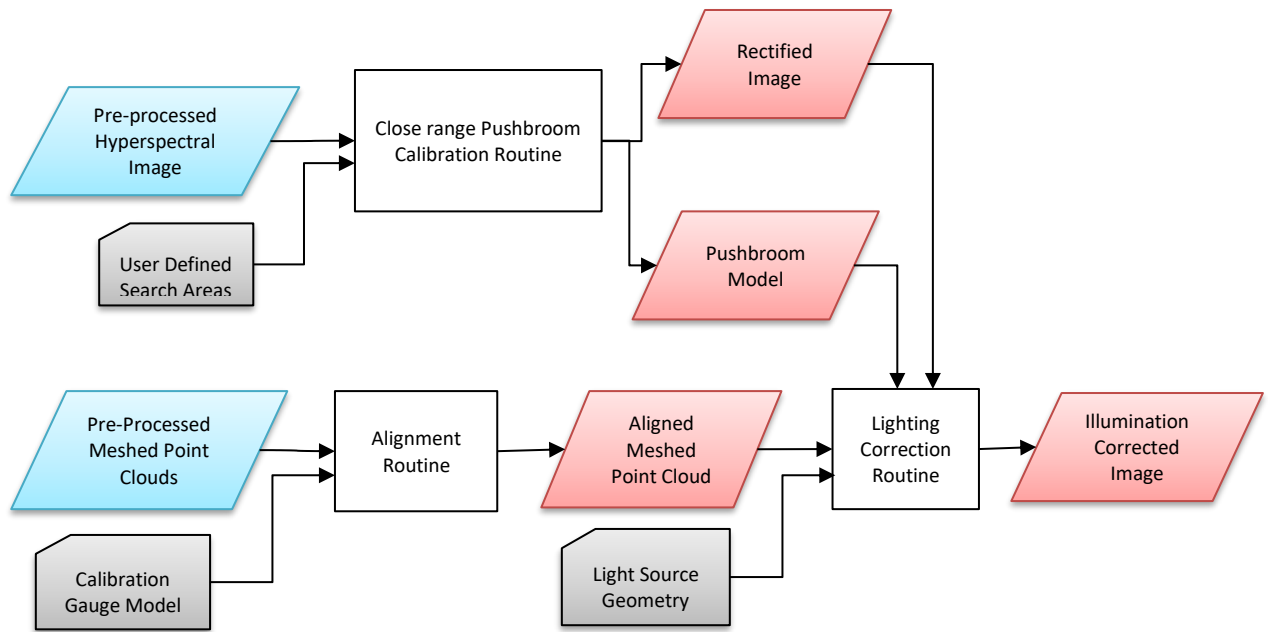 Rectified
Image
Pre-processed
Hyperspectral
Image
Close range Pushbroom
Calibration Routine
User Defined
Search Areas
Pushbroom
Model
Pre-Processed
Meshed Point
Clouds
Alignment
Routine
Aligned
Meshed
Point Cloud
Lighting
Correction
Routine
Illumination
Corrected
Image
Calibration
Gauge Model
Light Source
Geometry